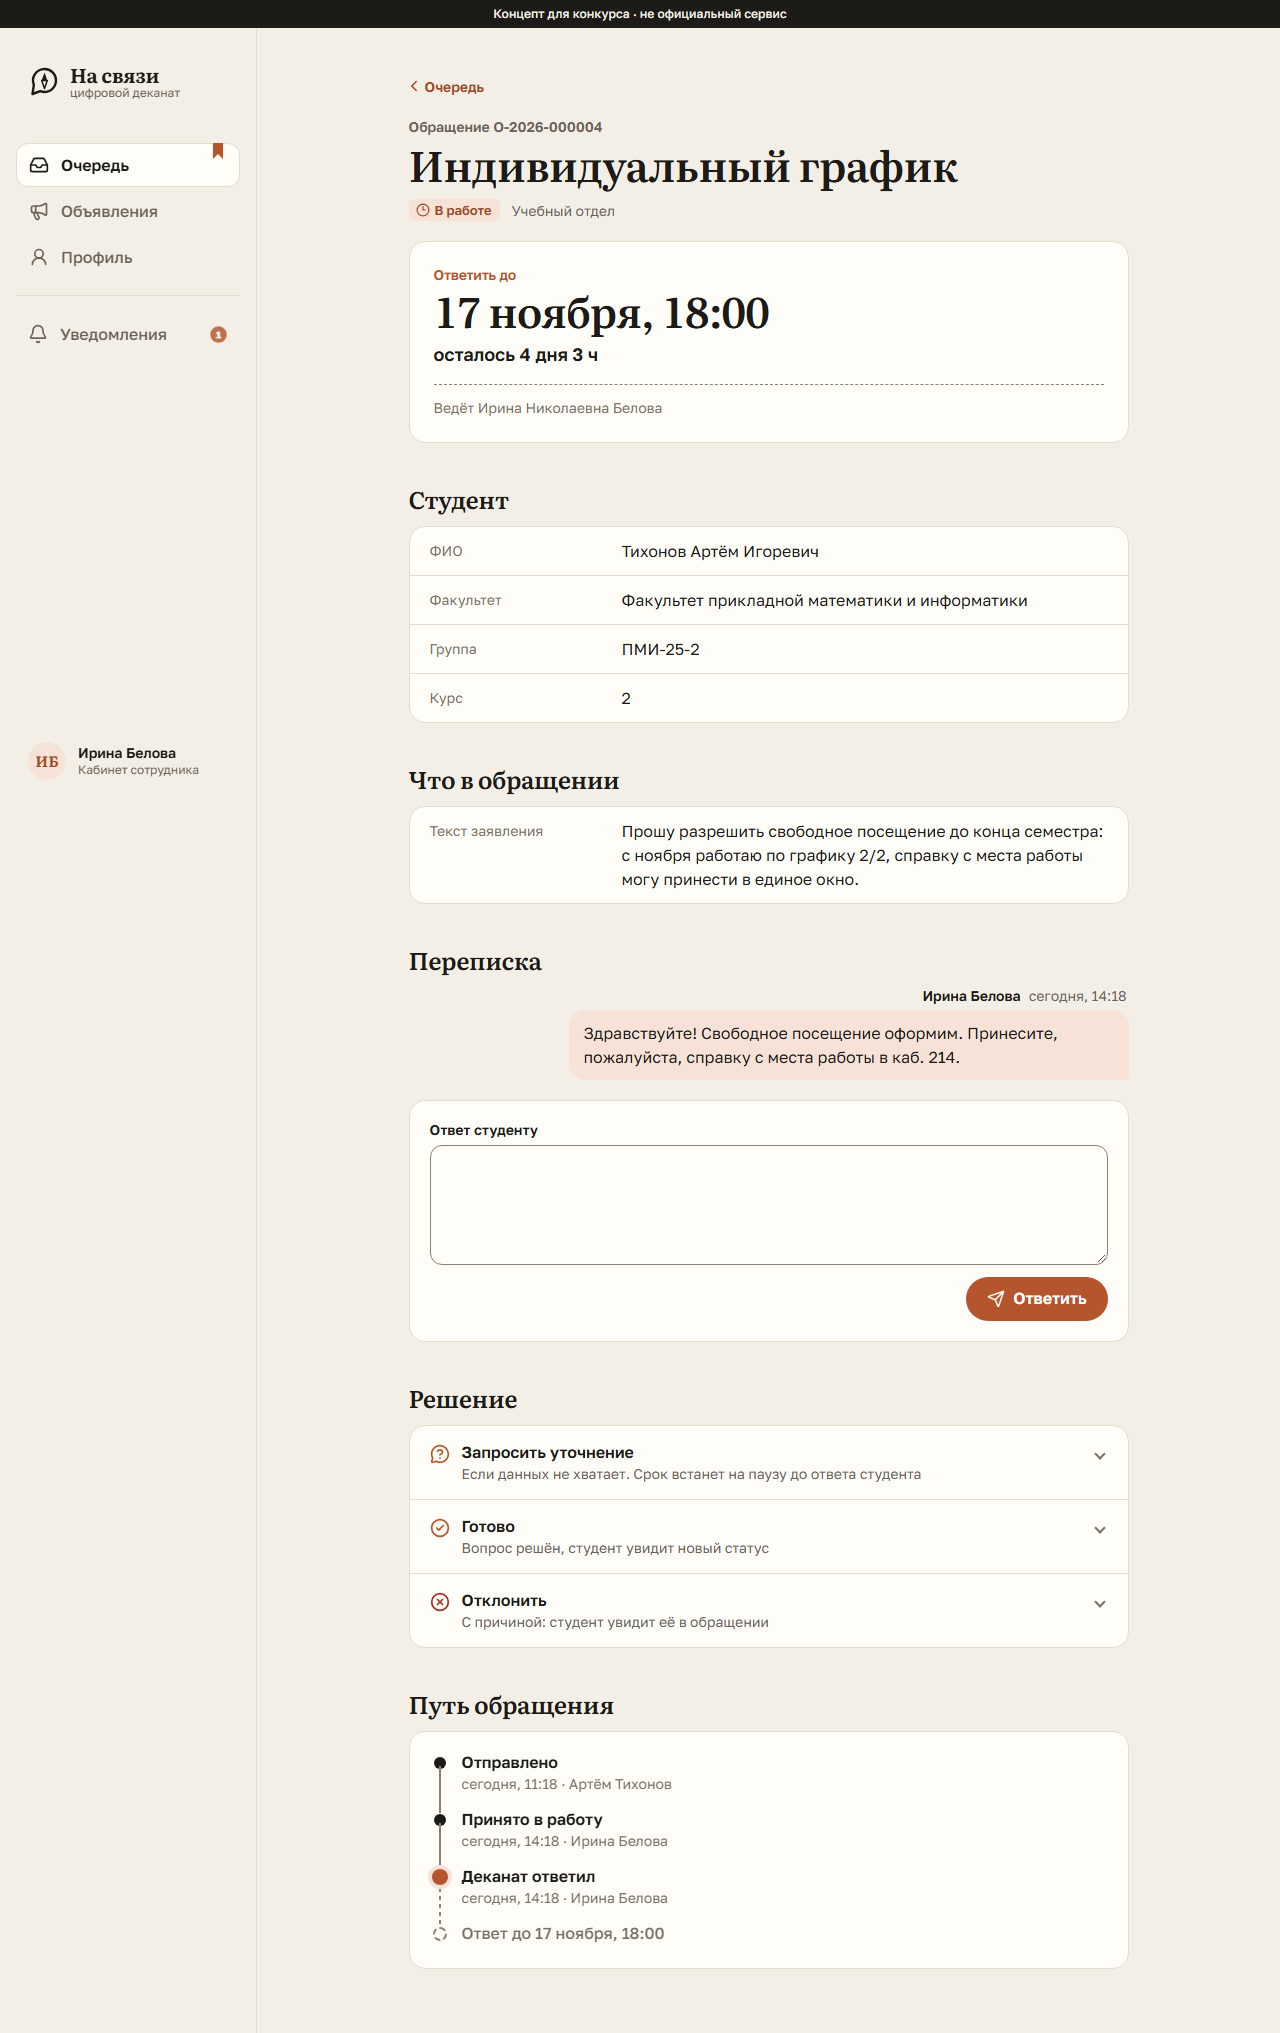 Концепт для конкурса · не официальный сервис
На связи
цифровой деканат
Очередь
Объявления
Профиль
Уведомления 1
ИБ
Ирина Белова
Кабинет сотрудника
Очередь
Обращение О-2026-000004
Индивидуальный график
В работе Учебный отдел
Ответить до
17 ноября, 18:00
осталось 4 дня 3 ч
Ведёт Ирина Николаевна Белова
Студент
ФИО Тихонов Артём Игоревич
Факультет Факультет прикладной математики и информатики
Группа ПМИ-25-2
Курс 2
Что в обращении
Текст заявления Прошу разрешить свободное посещение до конца семестра:
с ноября работаю по графику 2/2, справку с места работы
могу принести в единое окно.
Переписка
Ирина Белова сегодня, 14:18
Здравствуйте! Свободное посещение оформим. Принесите,
пожалуйста, справку с места работы в каб. 214.
Ответ студенту
Ответить
Решение
Запросить уточнение
Если данных не хватает. Срок встанет на паузу до ответа студента
Готово
Вопрос решён, студент увидит новый статус
Отклонить
С причиной: студент увидит её в обращении
Путь обращения
Отправлено
сегодня, 11:18 · Артём Тихонов
Принято в работу
сегодня, 14:18 · Ирина Белова
Деканат ответил
сегодня, 14:18 · Ирина Белова
Ответ до 17 ноября, 18:00